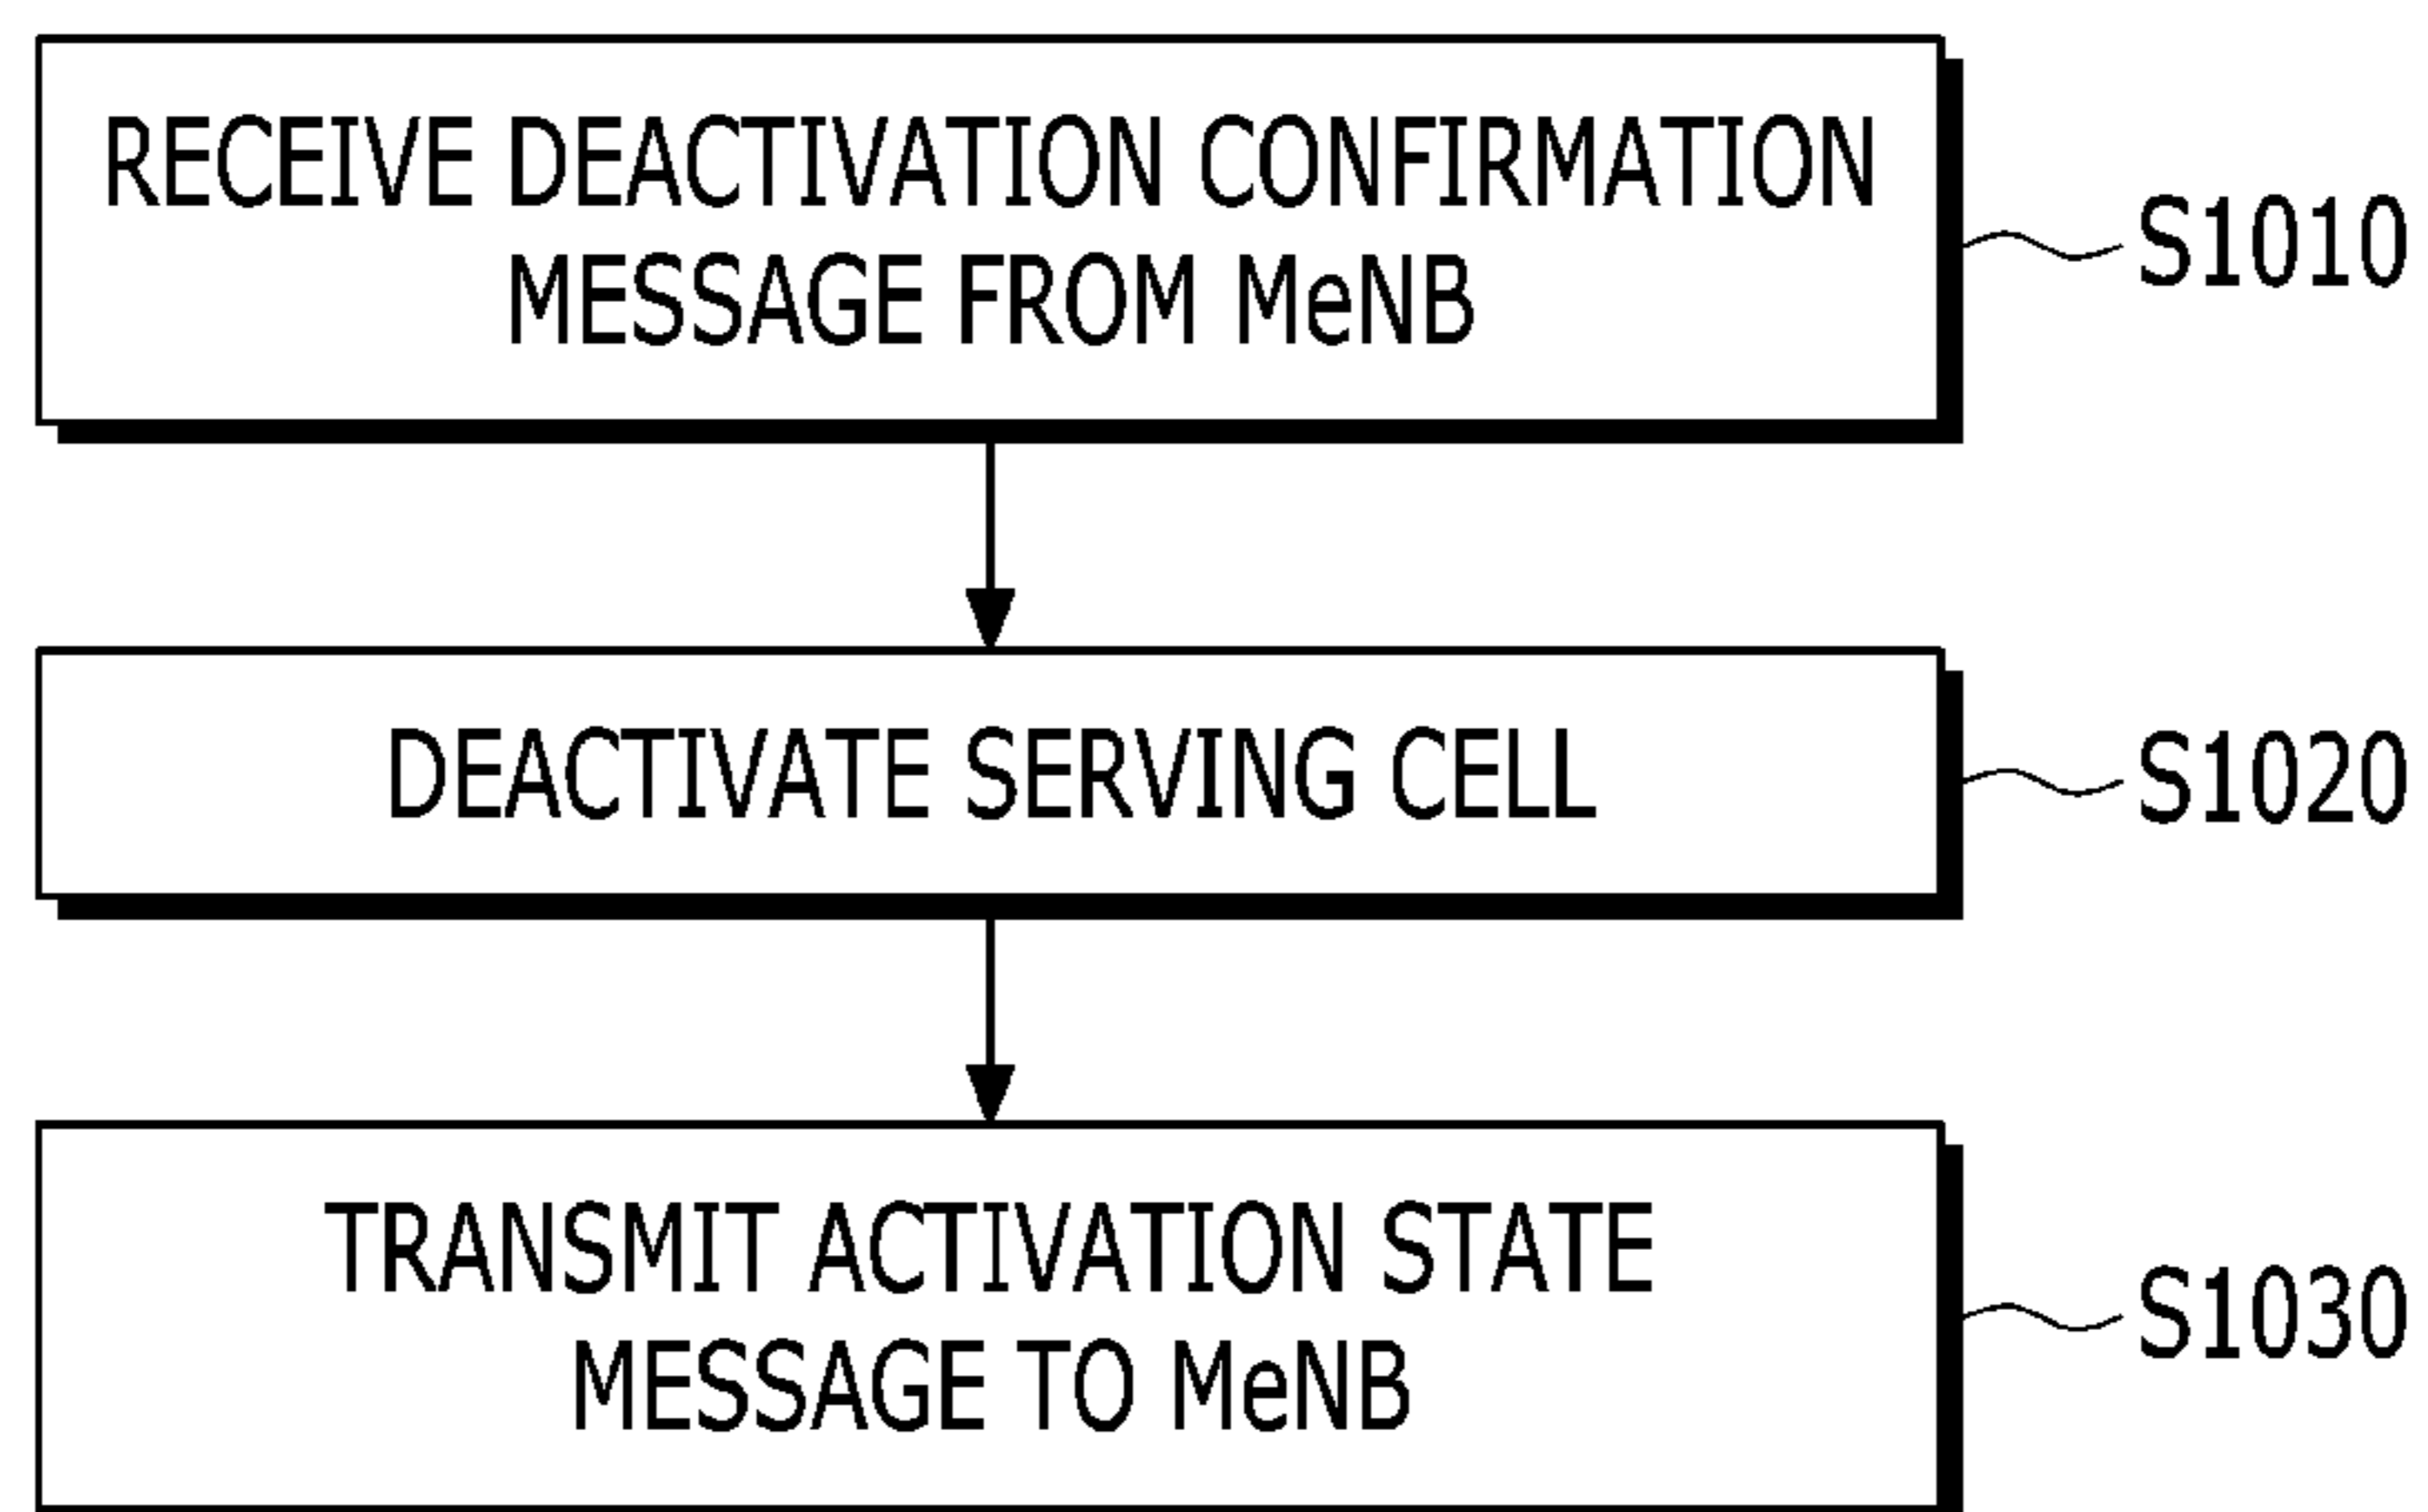 RECEIVE DEACTIVATION CONFIRMATION
MESSAGE FROM MeNB
S1010
DEACTIVATE SERVING CELL
S1020
TRANSMIT ACTIVATION STATE
MESSAGE TO MeNB
S1030